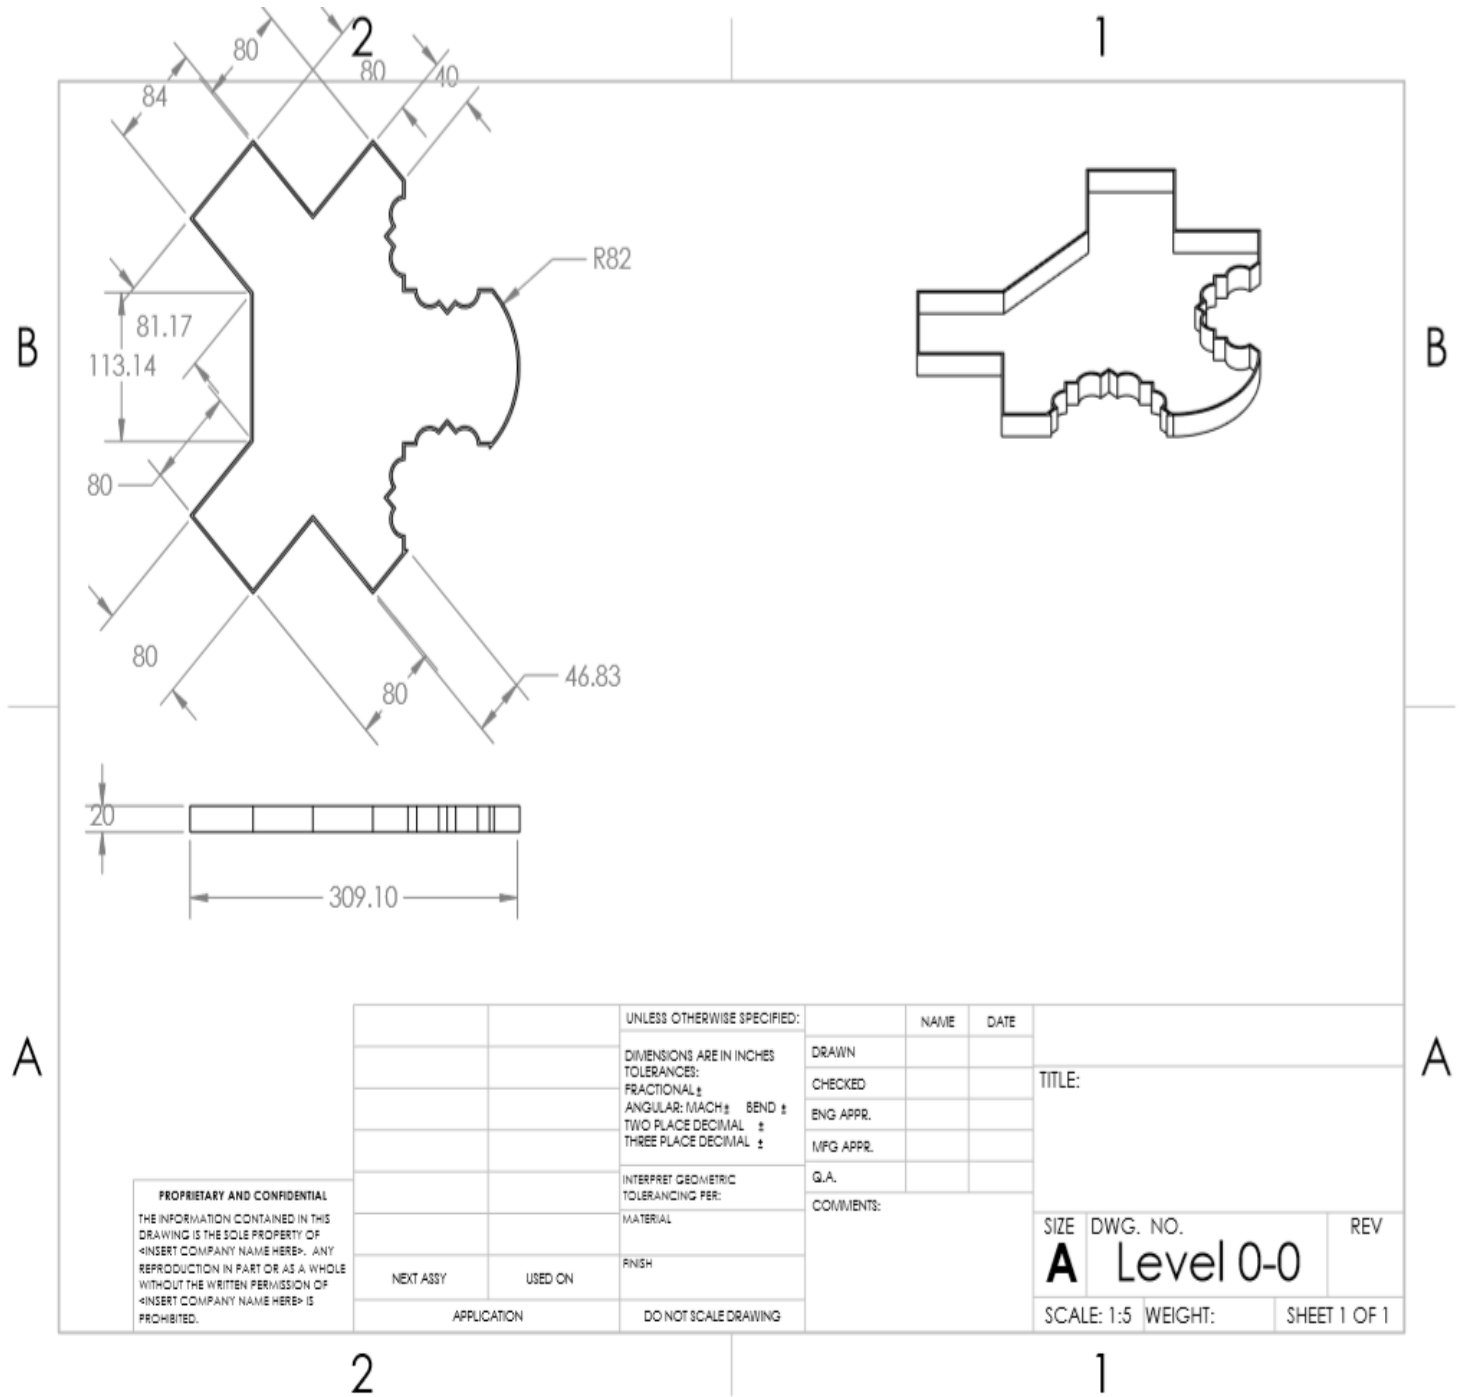 2
1
80
80
40
84
R82
B
81.17
113.14
B
80
80
80
46.83
20
309.10
A
A
UNLESS OTHERWISE SPECIFIED:
NAME
DATE
DIMENSIONS ARE IN INCHES
TOLERANCES:
FRACTIONAL±
ANGULAR: MACH± BEND ±
TWO PLACE DECIMAL ±
THREE PLACE DECIMAL ±
DRAWN
CHECKED
ENG APPR.
MFG APPR.
Q.A.
COMMENTS:
TITLE:
INTERPRET GEOMETRIC
TOLERANCING PER:
MATERIAL
FINISH
PROPRIETARY AND CONFIDENTIAL
THE INFORMATION CONTAINED IN THIS
DRAWING IS THE SOLE PROPERTY OF
<INSERT COMPANY NAME HERE>. ANY
REPRODUCTION IN PART OR AS A WHOLE
WITHOUT THE WRITTEN PERMISSION OF
<INSERT COMPANY NAME HERE> IS
PROHIBITED.
NEXT ASSY
USED ON
APPLICATION
DO NOT SCALE DRAWING
SIZE
A
DWG. NO.
Level 0-0
REV
SCALE: 1:5
WEIGHT:
SHEET 1 OF 1
2
1